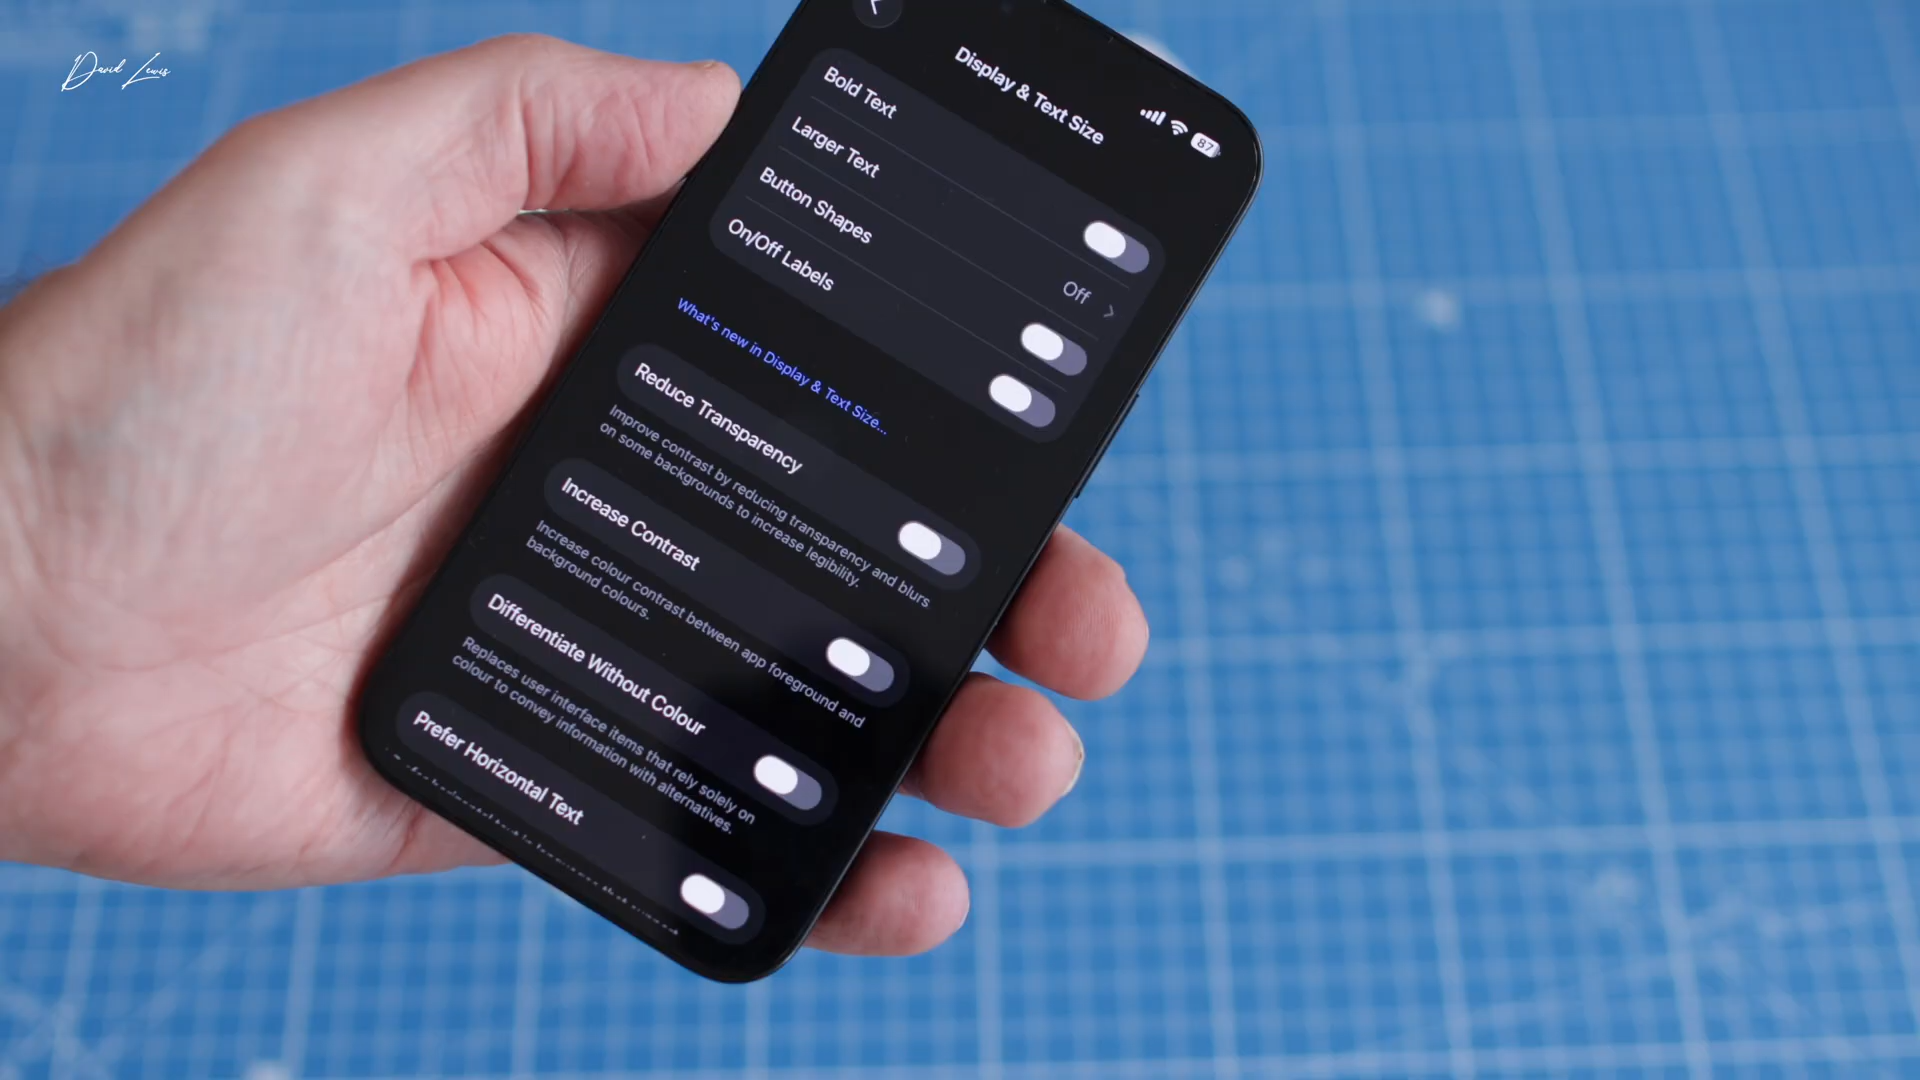 David Lewis
Display & Text Size
87
Bold Text
Larger Text
Off
Button Shapes
On/Off Labels
What's new in Display & Text Size...
Reduce Transparency
Improve contrast by reducing transparency and blurs
on some backgrounds to increase legibility.
Increase Contrast
Increase colour contrast between app foreground and
background colours.
Differentiate Without Colour
Replaces user interface items that rely solely on
colour to convey information with alternatives.
Prefer Horizontal Text